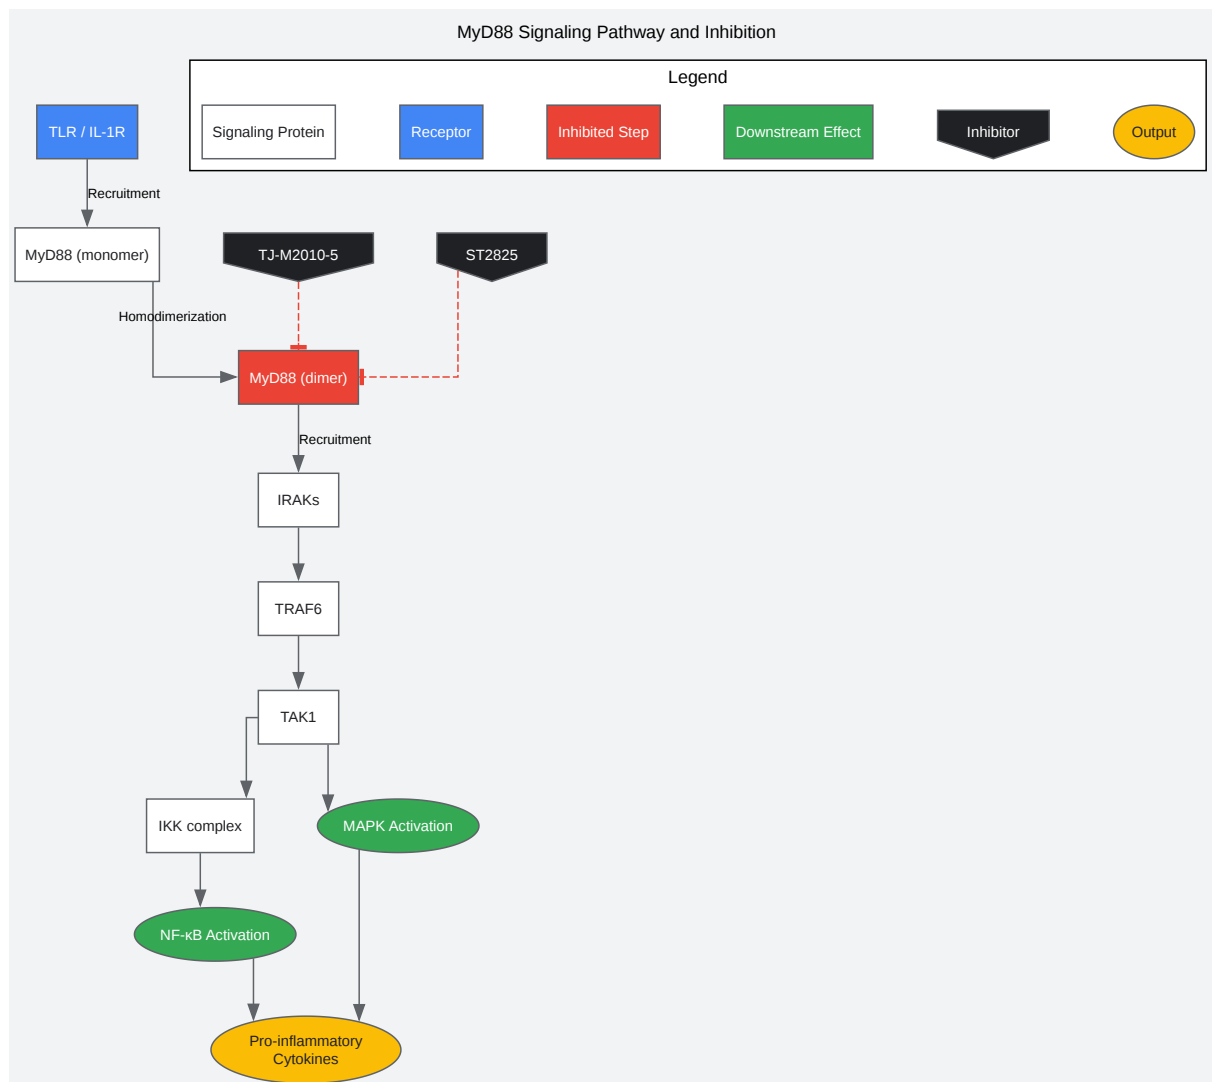 MyD88 Signaling Pathway and Inhibition
Legend
TLR / IL-1R
Signaling Protein
Receptor
Inhibited Step
Downstream Effect
Inhibitor
Output
Recruitment
MyD88 (monomer)
TJ-M2010-5
ST2825
Homodimerization
MyD88 (dimer)
Recruitment
IRAKs
TRAF6
TAK1
IKK complex
MAPK Activation
NF-κB Activation
Pro-inflammatory
Cytokines